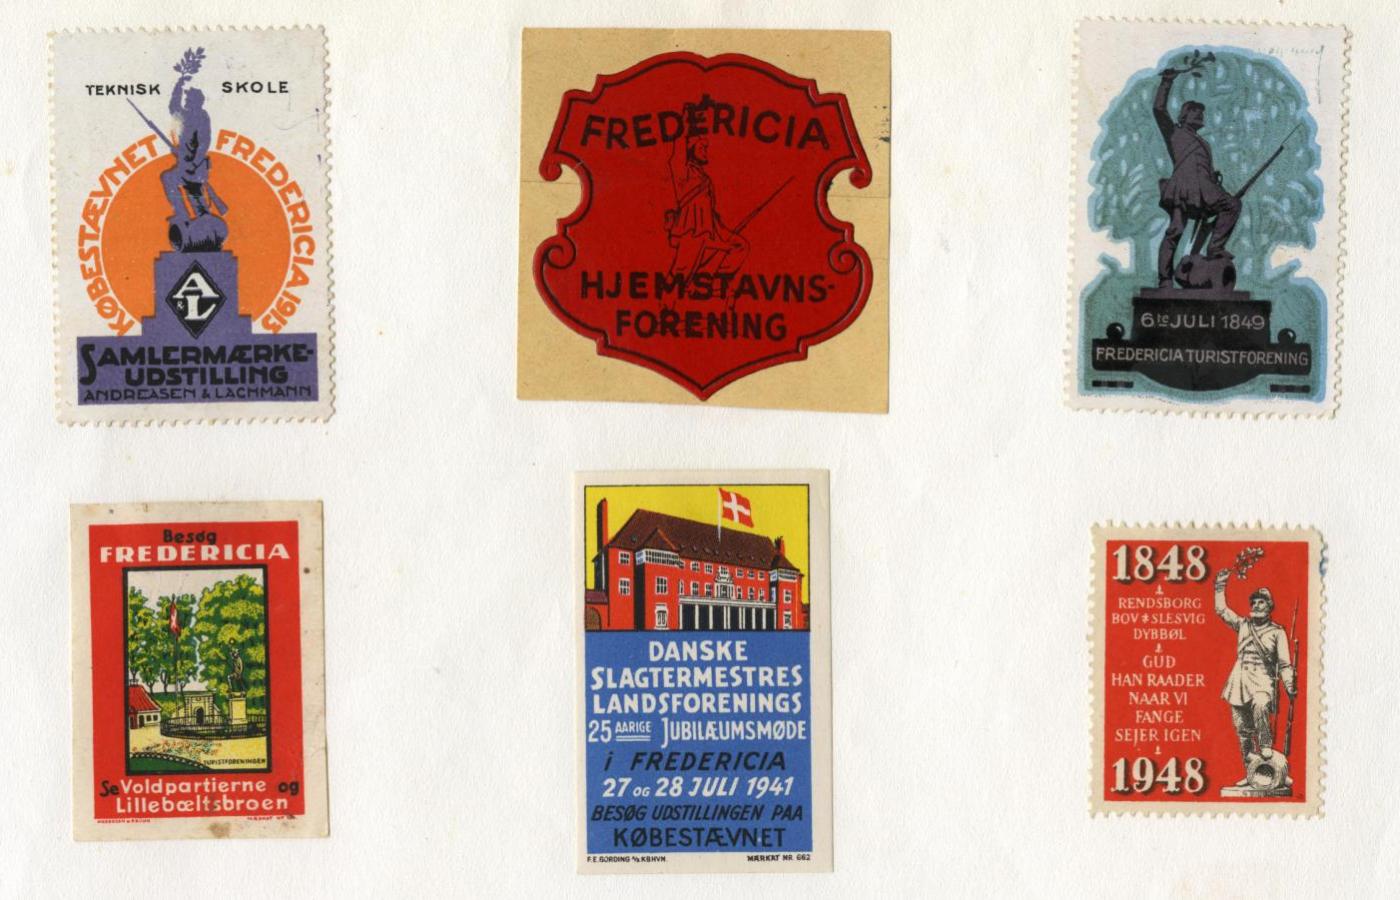 TEKNISK SKOLE
KØBESTÆVNET FREDERICIA 1915
A&L
SAMLERMÆRKE-
UDSTILLING
ANDREASEN & LACHMANN
FREDERICIA
HJEMSTAVNS-
FORENING
6te JULI 1849
FREDERICIA TURISTFORENING
Besøg
FREDERICIA
TURISTFORENINGEN
Se Voldpartierne og
Lillebæltsbroen
DANSKE
SLAGTERMESTRES
LANDSFORENINGS
25 AARIGE JUBILÆUMSMØDE
i FREDERICIA
27 OG 28 JULI 1941
BESØG UDSTILLINGEN PAA
KØBESTÆVNET
F.E.BORDING A/S KBHVN. MÆRKAT NR. 662
1848
RENDSBORG
BOV * SLESVIG
DYBBØL
GUD
HAN RAADER
NAAR VI
FANGE
SEJER IGEN
1948